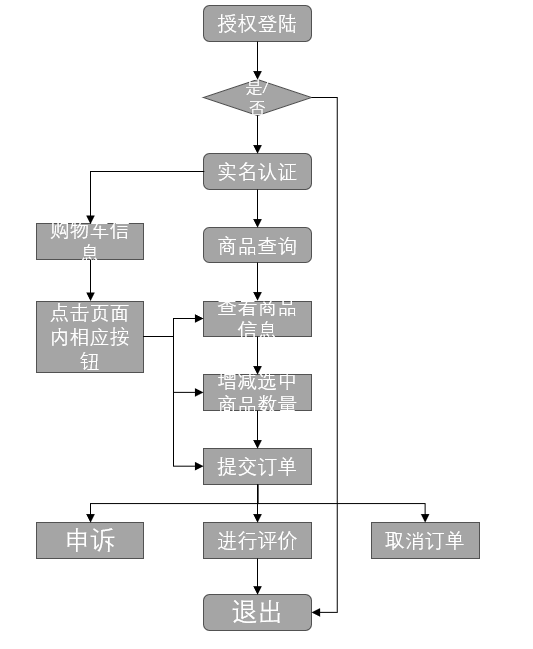 授权登陆
是/
否
实名认证
购物车信
息
商品查询
点击页面
内相应按
钮
查看商品
信息
增减选中
商品数量
提交订单
申诉
进行评价
取消订单
退出